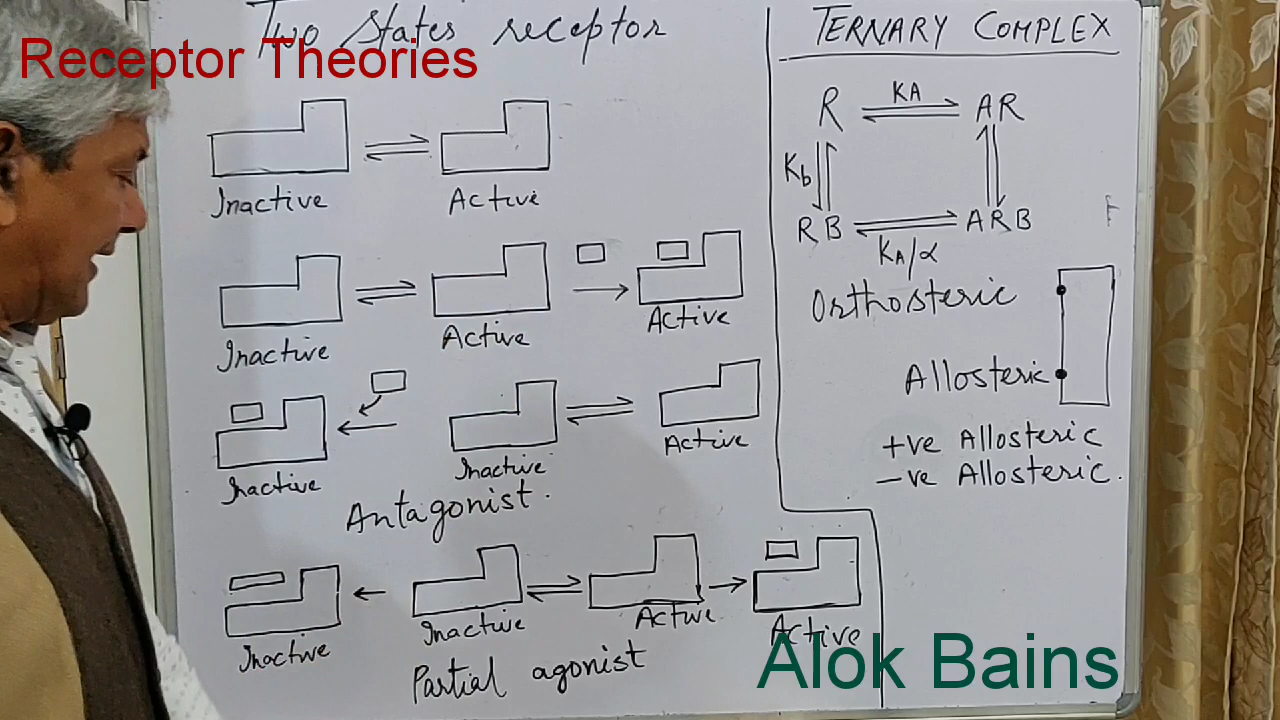 Receptor Theories
Two States receptor
Inactive Active
Inactive Active Active
Inactive Inactive Active
Antagonist.
Inactive Inactive Active Active
Partial agonist
TERNARY COMPLEX
R KA AR
Kb
RB KA/α ARB
Orthosteric
Allosteric
+ve Allosteric
-ve Allosteric.
Alok Bains